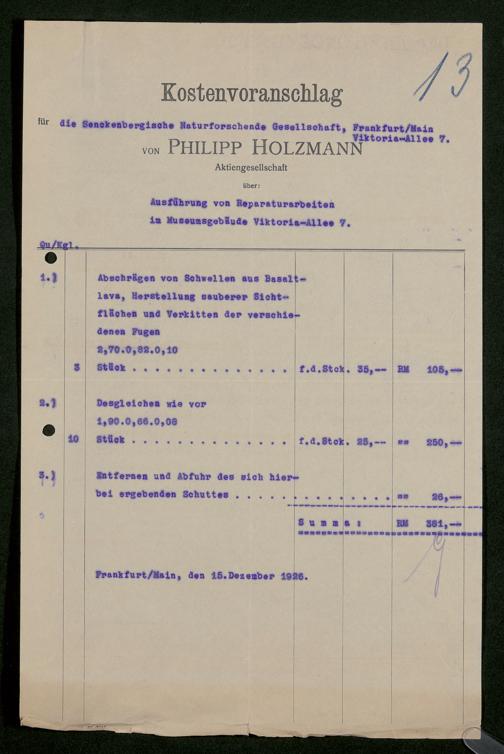 13
Kostenvoranschlag
für die Senckenbergische Naturforschende Gesellschaft, Frankfurt/Main
Viktoria-Allee 7.
VON PHILIPP HOLZMANN
Aktiengesellschaft
über:
Ausführung von Reparaturarbeiten
im Museumsgebäude Viktoria-Allee 7.
Qu/Kgl.
1.) Abschrägen von Schwellen aus Basalt-
lava, Herstellung sauberer Sicht-
flächen und Verkitten der verschie-
denen Fugen
2,70.0,82.0,10
3 Stück . . . . . . . . . . . . . . f.d.Stck. 35,-- RM 105,--
2.) Desgleichen wie vor
1,90.0,66.0,08
10 Stück . . . . . . . . . . . . . . f.d.Stck. 25,-- "" 250,--
3.) Entfernen und Abfuhr des sich hier-
bei ergebenden Schuttes . . . . . . . . . . . . . . "" 26,--
Summa: RM 381,--
Frankfurt/Main, den 15.Dezember 1926.